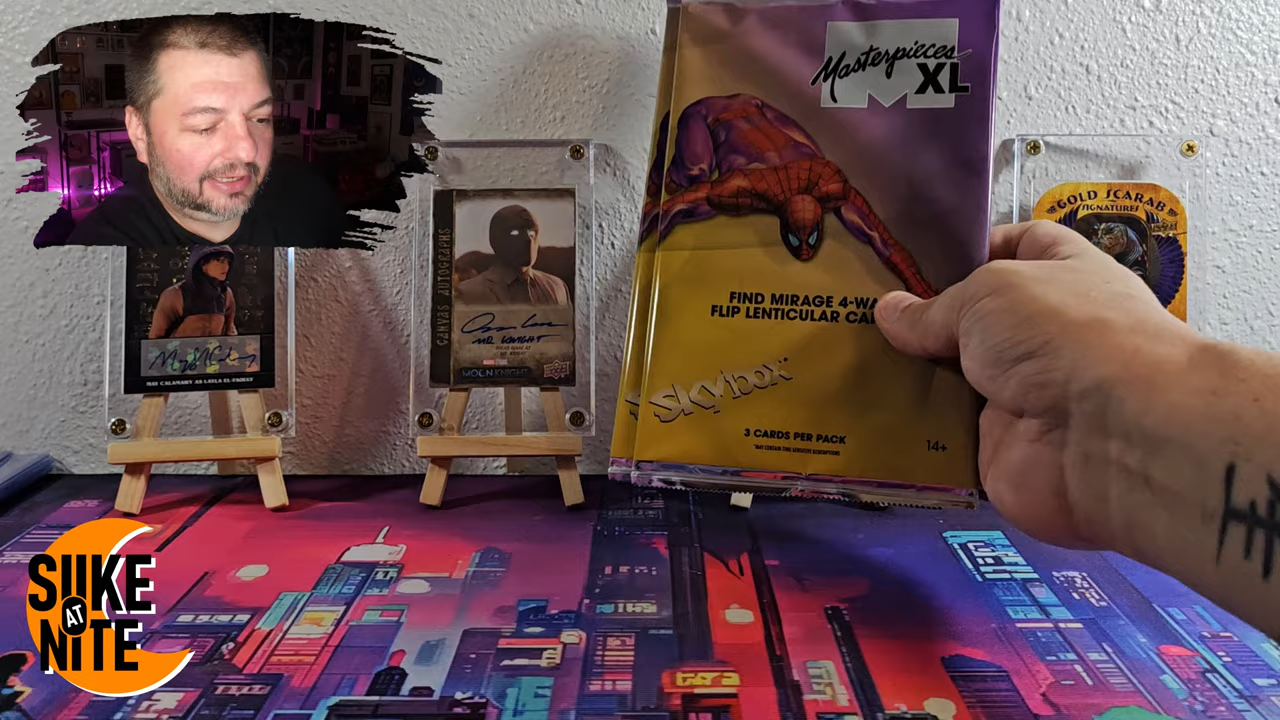 Masterpieces
XL
FIND MIRAGE 4-WA
FLIP LENTICULAR CA
SKYBOX
3 CARDS PER PACK
14+
GOLD SCARAB
SIGNATURES
CANVAS AUTOGRAPHS
MR. KNIGHT
MOON KNIGHT
MAY CALAMAWY AS LAYLA EL-FAOULY
SUKE
AT
NITE